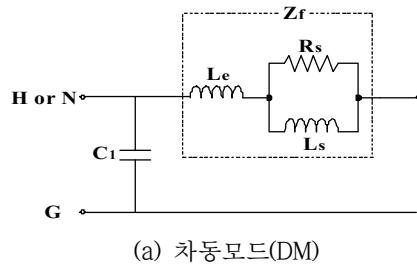 Zf
Rs
Le
H or N
Ls
C1
G
(a) 차동모드(DM)